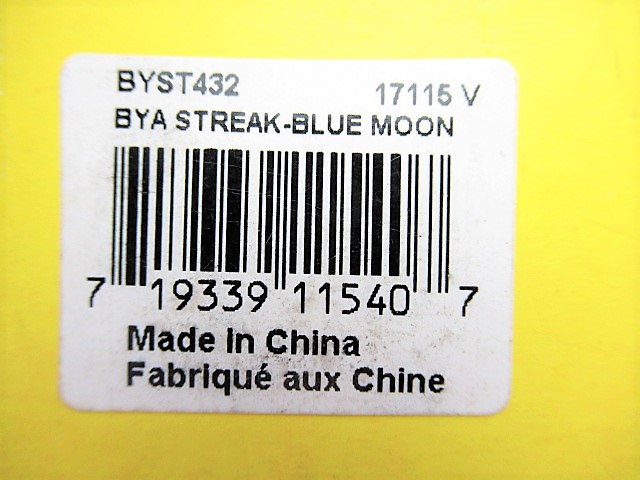 BYST432 17115 V
BYA STREAK-BLUE MOON
7 19339 11540 7
Made in China
Fabriqué aux Chine